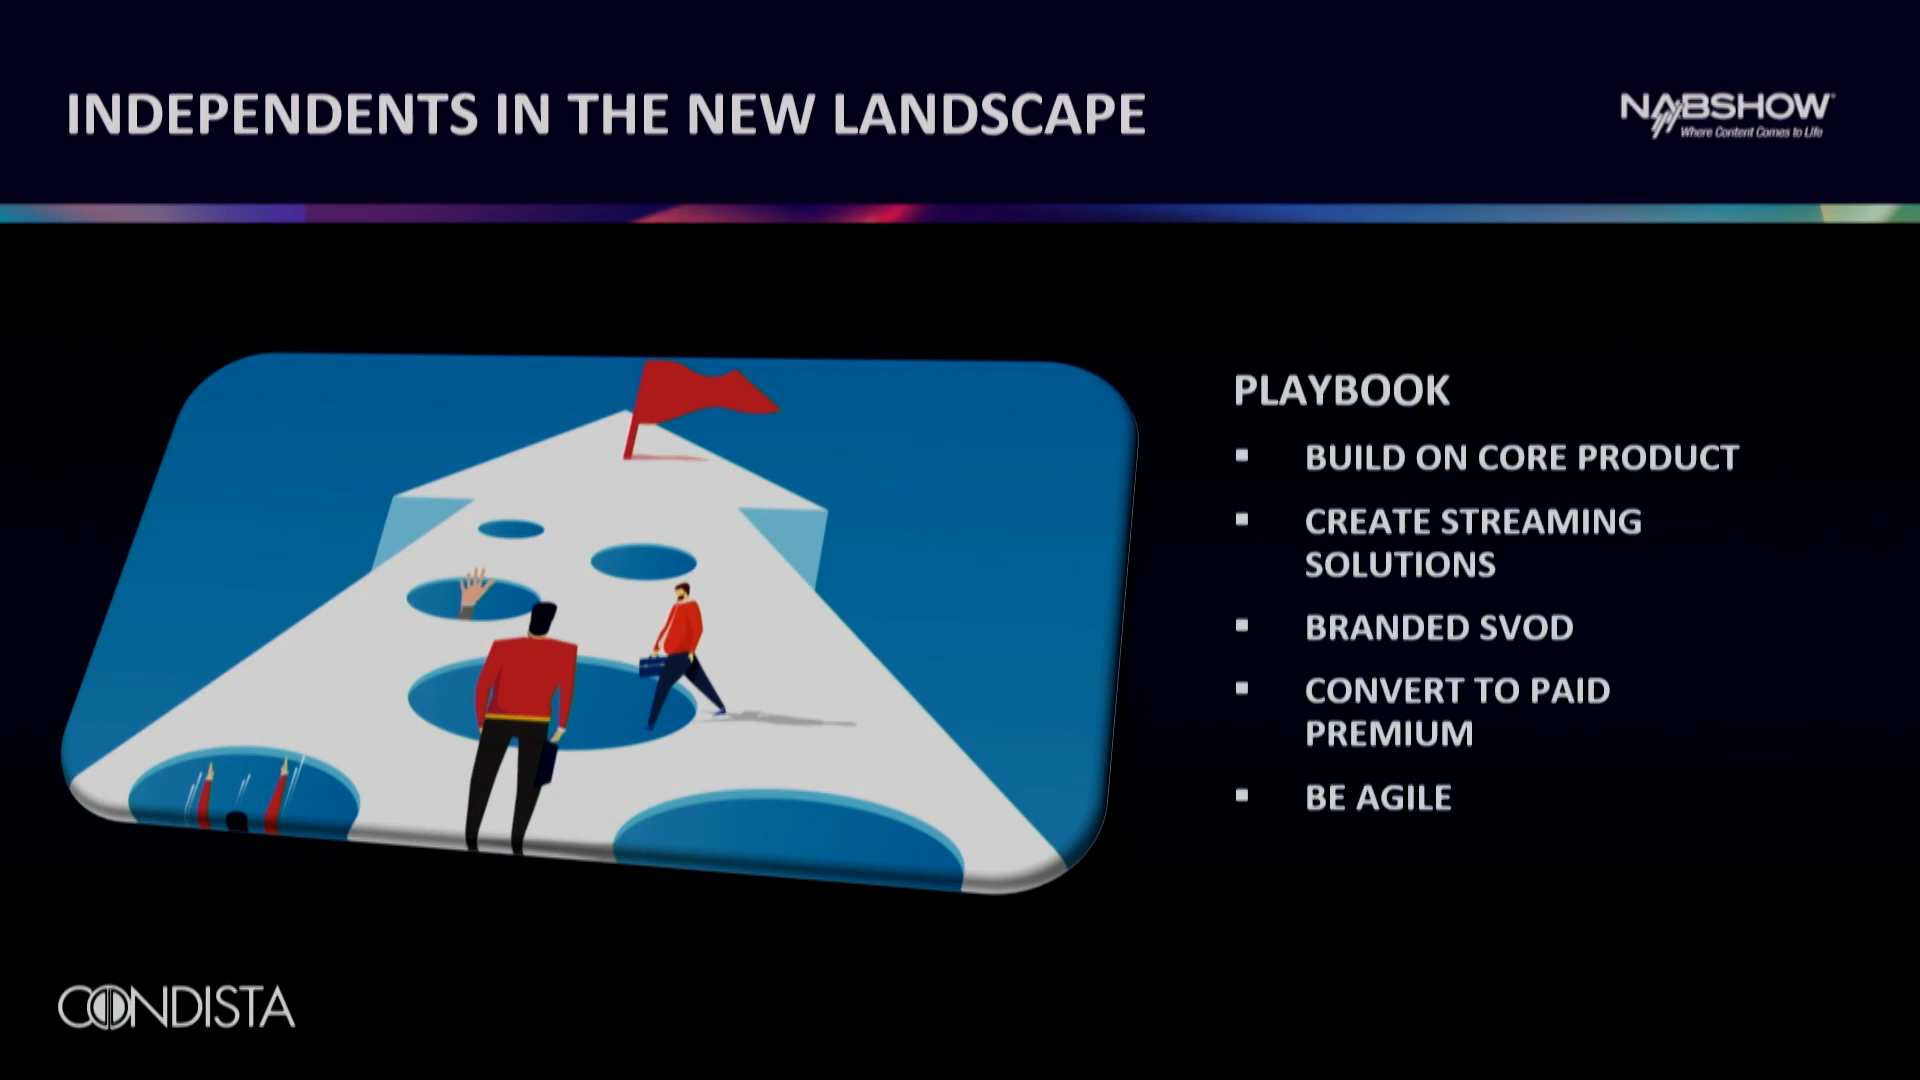 INDEPENDENTS IN THE NEW LANDSCAPE
NABSHOW
Where Content Comes to Life
PLAYBOOK
▪ BUILD ON CORE PRODUCT
▪ CREATE STREAMING
SOLUTIONS
▪ BRANDED SVOD
▪ CONVERT TO PAID
PREMIUM
▪ BE AGILE
CONDISTA